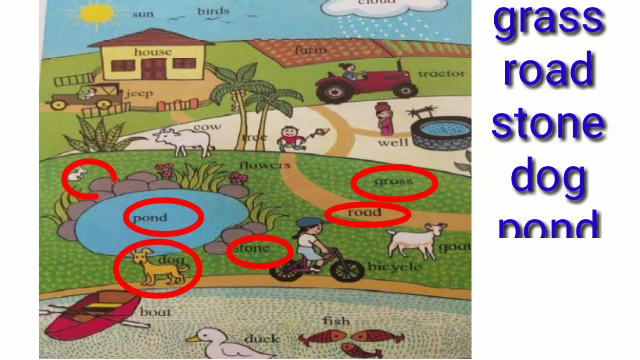 cloud
sun
birds
house
farm
tractor
jeep
cow
tree
well
flowers
grass
pond
road
stone
goat
dog
bicycle
boat
fish
duck
grass
road
stone
dog
pond